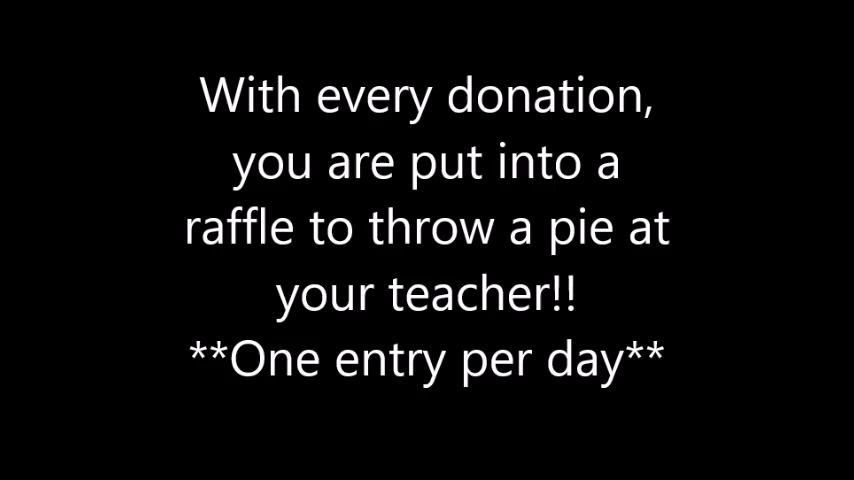 With every donation,
you are put into a
raffle to throw a pie at
your teacher!!
**One entry per day**